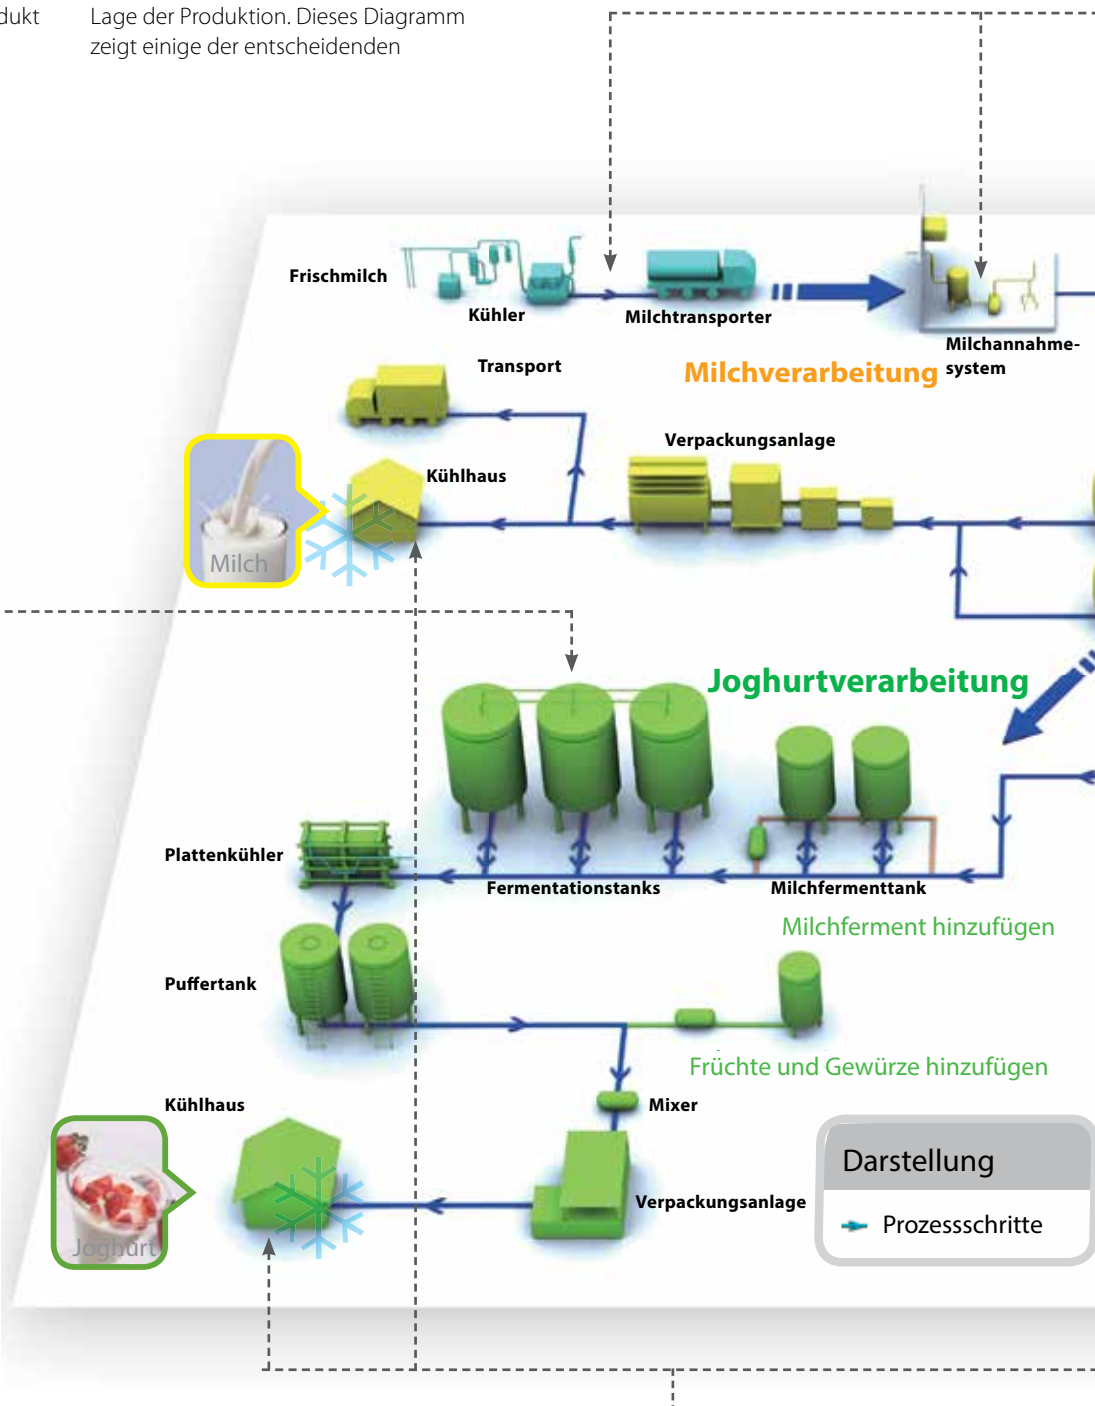 dukt
Lage der Produktion. Dieses Diagramm
zeigt einige der entscheidenden
Frischmilch
Kühler
Milchtransporter
Milchannahme-
system
Transport
Milchverarbeitung
Verpackungsanlage
Kühlhaus
Milch
Joghurtverarbeitung
Plattenkühler
Fermentationstanks
Milchfermenttank
Milchferment hinzufügen
Puffertank
Früchte und Gewürze hinzufügen
Kühlhaus
Mixer
Darstellung
Verpackungsanlage
Prozessschritte
Joghurt